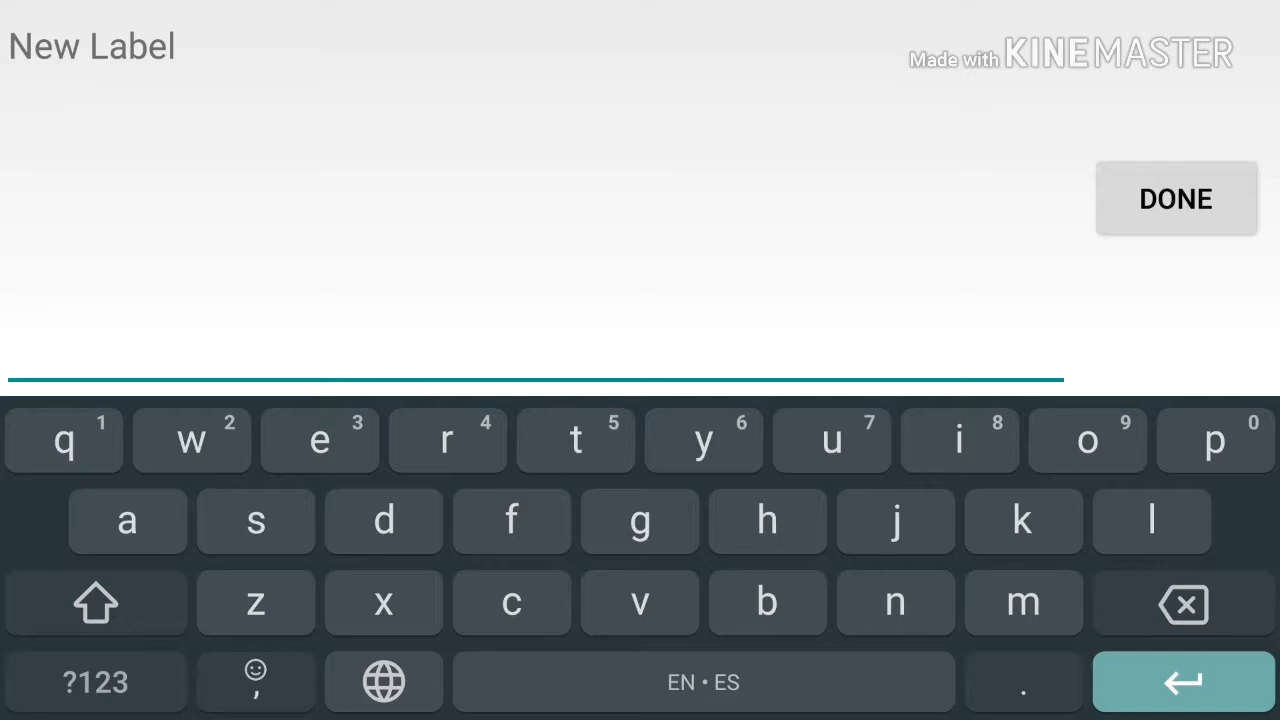 New Label
Made with KINEMASTER
DONE
q 1 w 2 e 3 r 4 t 5 y 6 u 7 i 8 o 9 p 0
a s d f g h j k l
z x c v b n m
?123 , EN • ES .